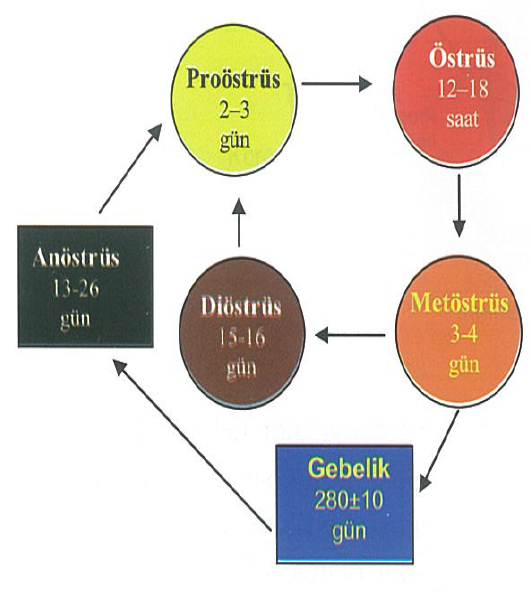 Proöstrüs
2–3
gün
Östrüs
12–18
saat
Anöstrüs
13-26
gün
Diöstrüs
15-16
gün
Metöstrüs
3-4
gün
Gebelik
280±10
gün